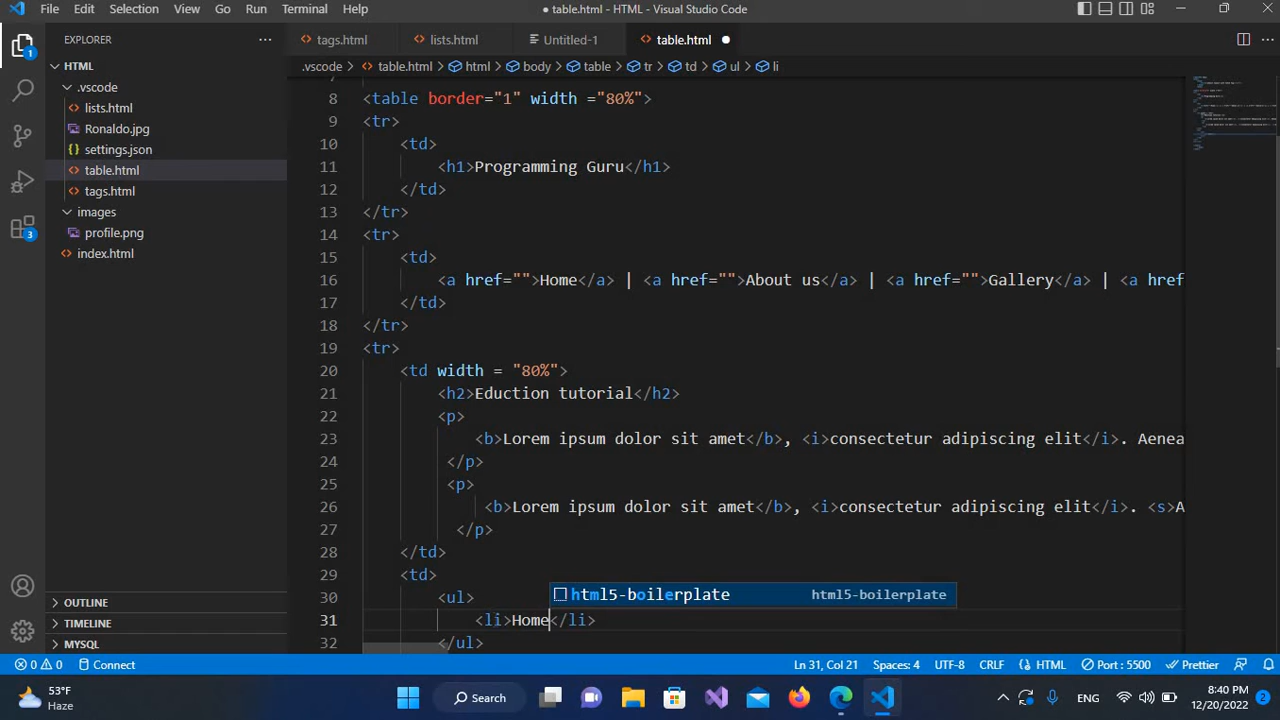 File Edit Selection View Go Run Terminal Help ● table.html - HTML - Visual Studio Code
EXPLORER ··· tags.html lists.html Untitled-1 table.html ●
HTML .vscode > table.html > html > body > table > tr > td > ul > li
.vscode
lists.html
Ronaldo.jpg
settings.json
table.html
tags.html
images
profile.png
index.html
OUTLINE
TIMELINE
MYSQL
7
8 <table border="1" width ="80%">
9 <tr>
10 <td>
11 <h1>Programming Guru</h1>
12 </td>
13 </tr>
14 <tr>
15 <td>
16 <a href="">Home</a> | <a href="">About us</a> | <a href="">Gallery</a> | <a href
17 </td>
18 </tr>
19 <tr>
20 <td width = "80%">
21 <h2>Eduction tutorial</h2>
22 <p>
23 <b>Lorem ipsum dolor sit amet</b>, <i>consectetur adipiscing elit</i>. Aenea
24 </p>
25 <p>
26 <b>Lorem ipsum dolor sit amet</b>, <i>consectetur adipiscing elit</i>. <s>A
27 </p>
28 </td>
29 <td>
30 <ul>
html5-boilerplate html5-boilerplate
31 <li>Home</li>
32 </ul>
1
3
0 0 Connect Ln 31, Col 21 Spaces: 4 UTF-8 CRLF {} HTML Port : 5500 Prettier
53°F
Haze
Search
ENG
8:40 PM
12/20/2022
2